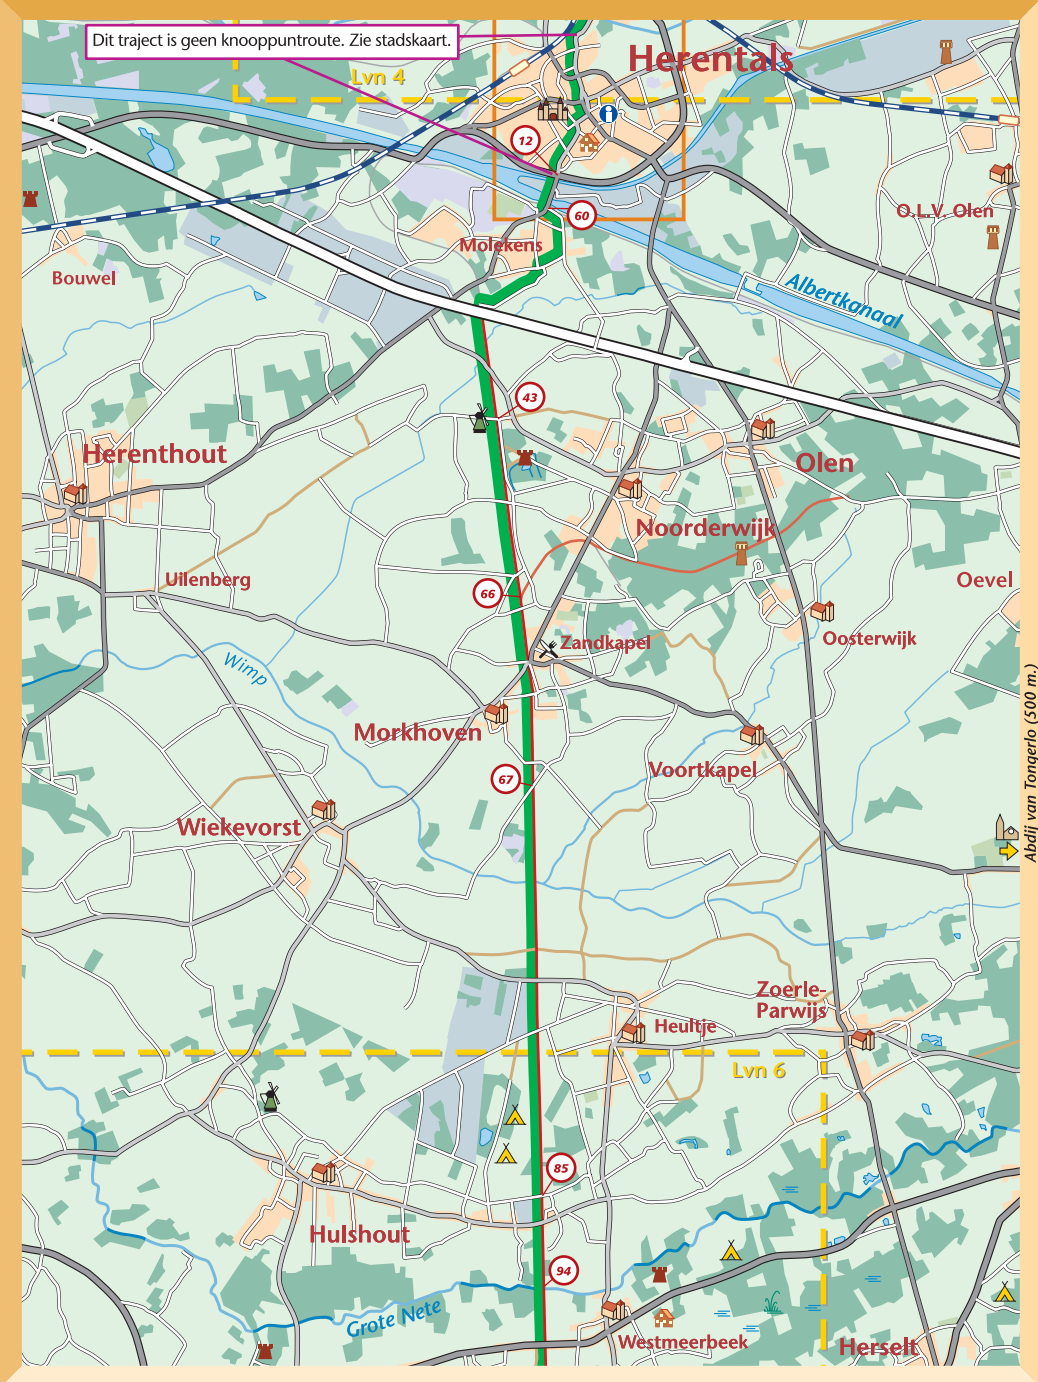 Dit traject is geen knooppuntroute. Zie stadskaart.
Herentals
Lvn 4
12
O.L.V. Olen
60
Molekens
Bouwel
Albertkanaal
43
Herenthout
Olen
Noorderwijk
Uilenberg
66
Oevel
Zandkapel
Oosterwijk
Wimp
Abdij van Tongerlo (500 m.)
Morkhoven
Voortkapel
67
Wiekevorst
Zoerle-
Parwijs
Heultje
Lvn 6
85
Hulshout
94
Grote Nete
Westmeerbeek
Herselt